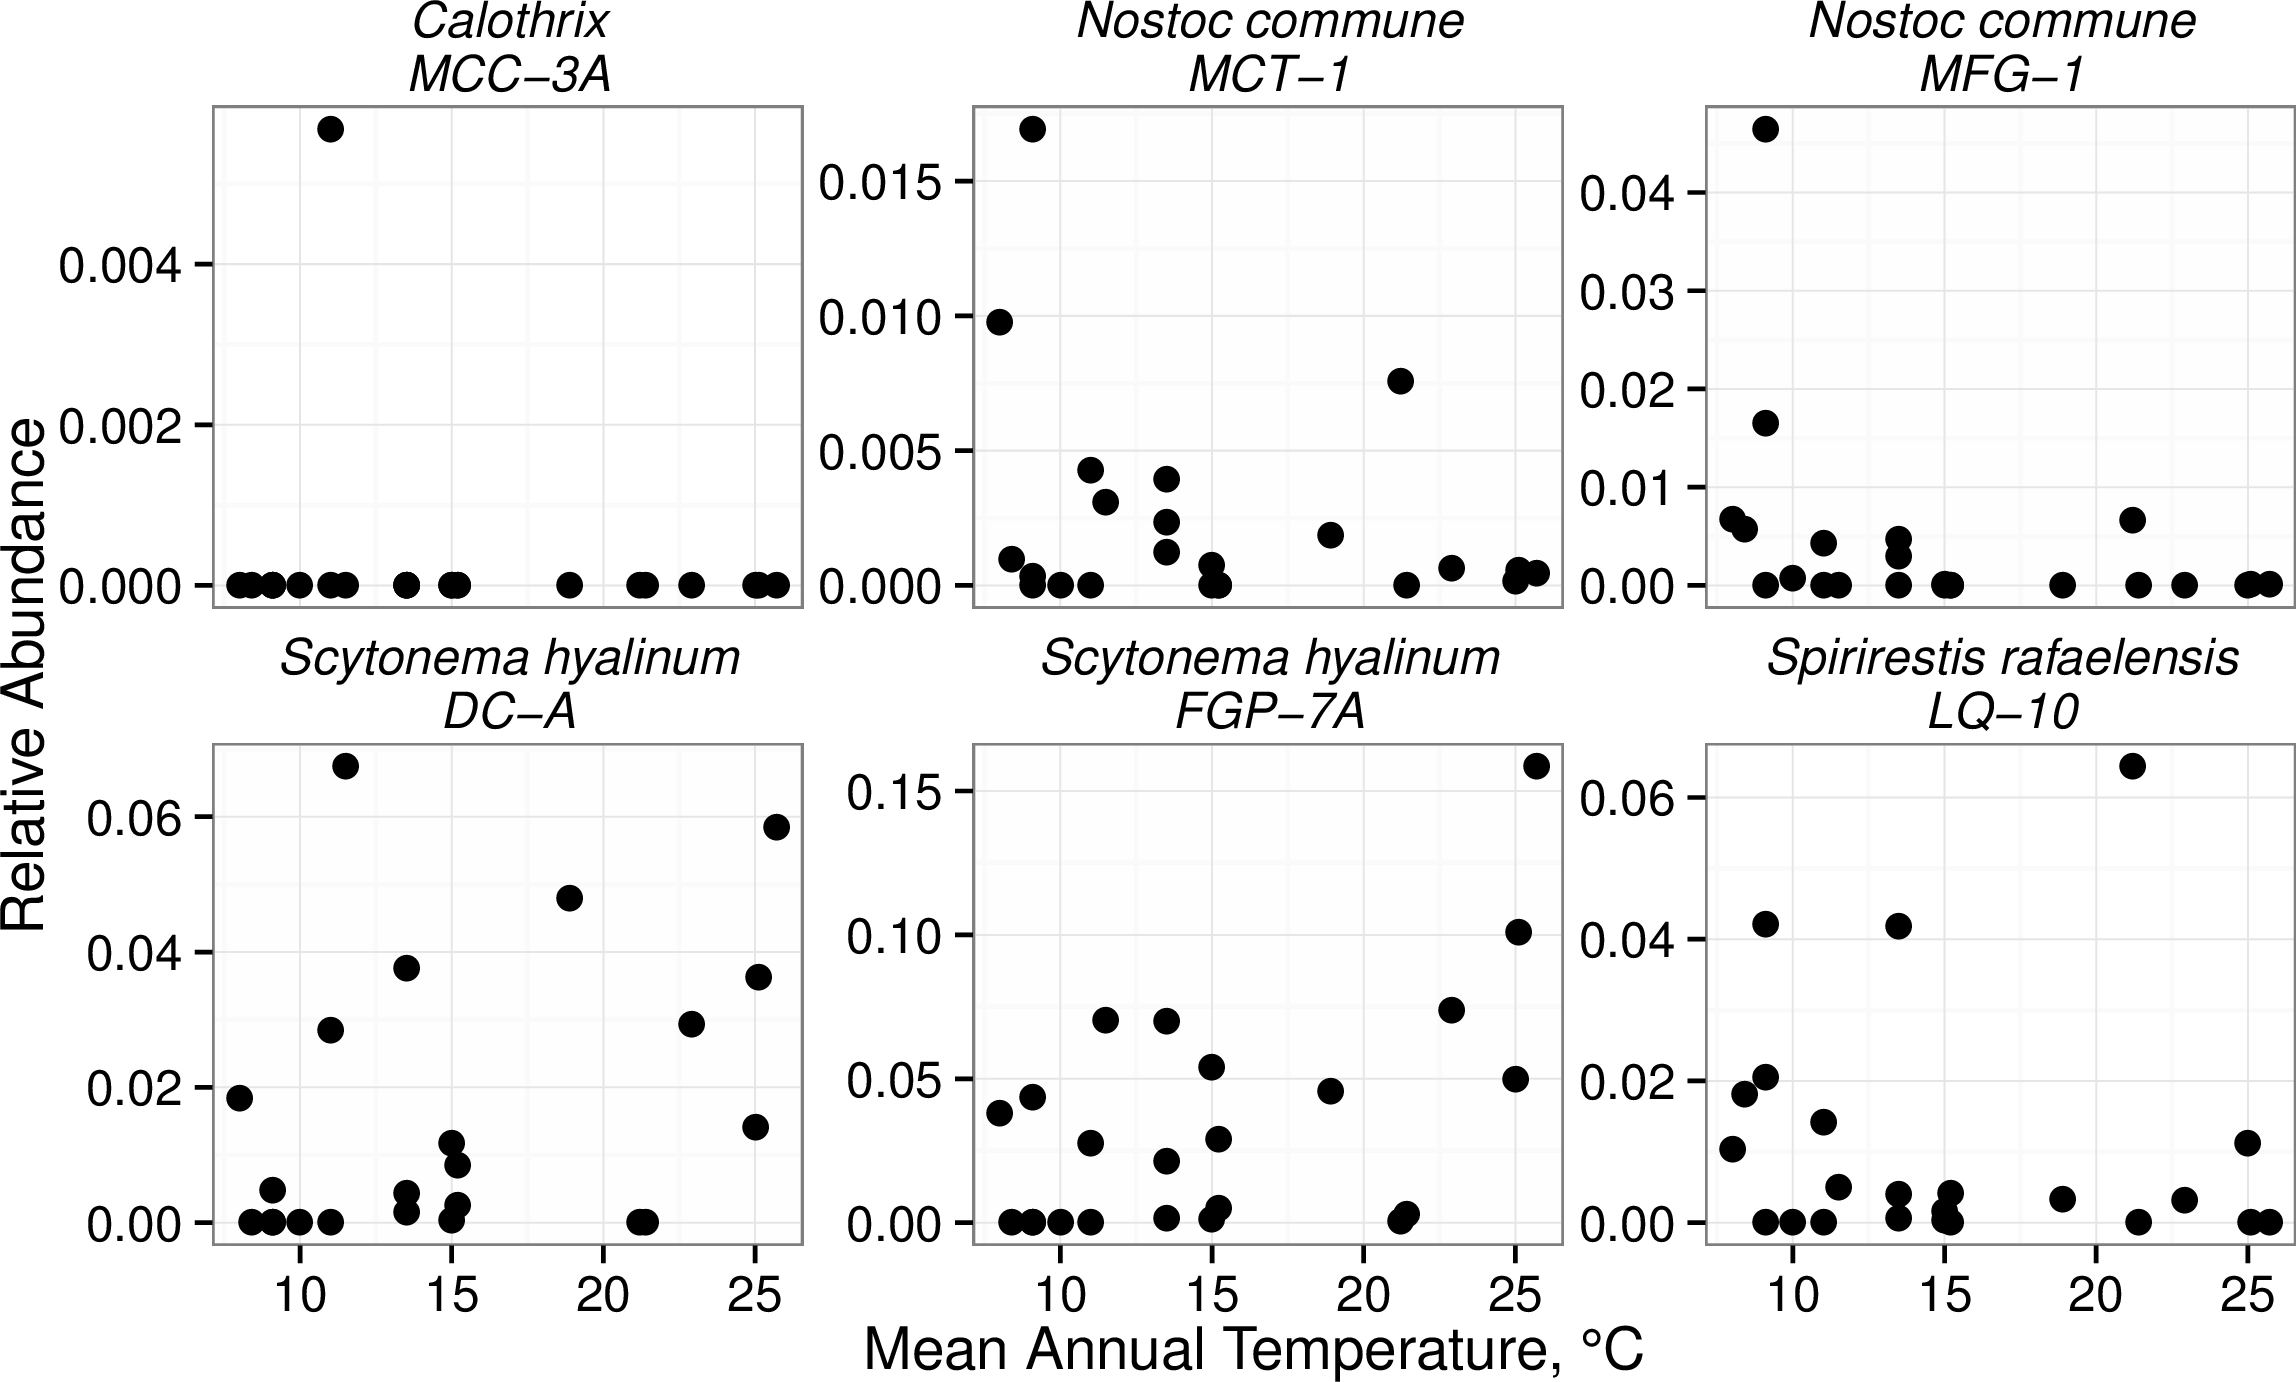 Calothrix
MCC−3A
Nostoc commune
MCT−1
Nostoc commune
MFG−1
0.004
0.002
0.000
0.015
0.010
0.005
0.000
0.04
0.03
0.02
0.01
0.00
Relative Abundance
Scytonema hyalinum
DC−A
Scytonema hyalinum
FGP−7A
Spirirestis rafaelensis
LQ−10
0.06
0.04
0.02
0.00
0.15
0.10
0.05
0.00
0.06
0.04
0.02
0.00
10 15 20 25
10 15 20 25
10 15 20 25
Mean Annual Temperature, °C